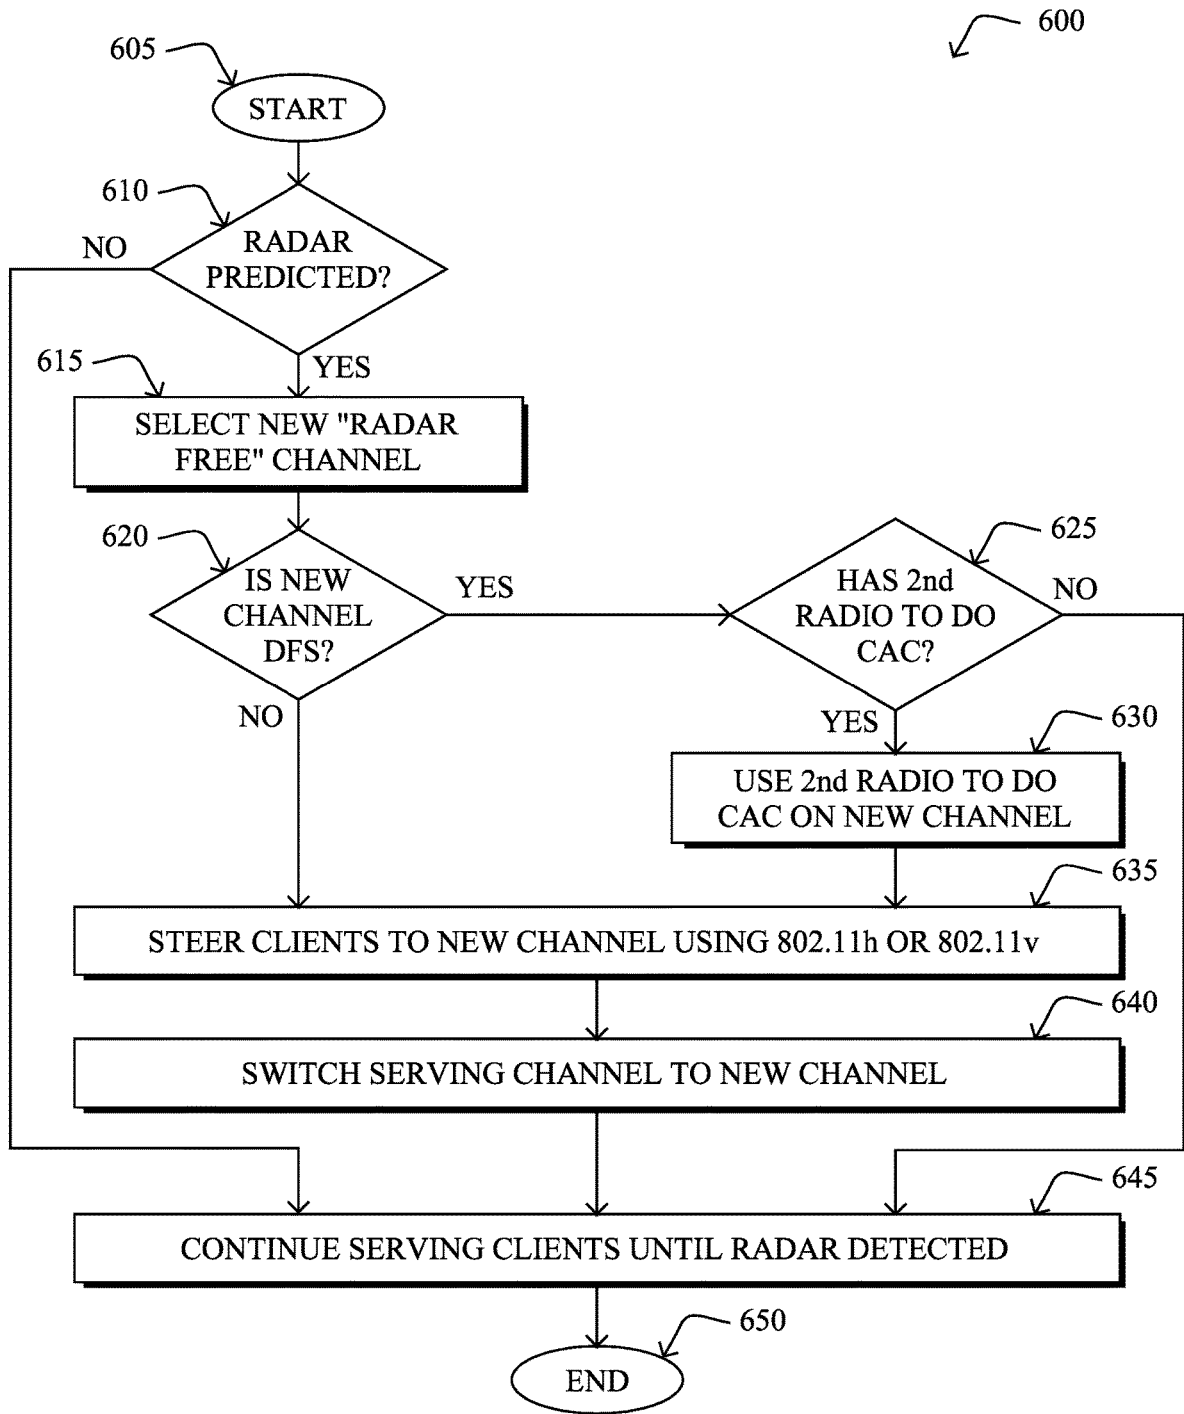 600
605
START
610
RADAR
PREDICTED?
NO
YES
615
SELECT NEW "RADAR
FREE" CHANNEL
620
IS NEW
CHANNEL
DFS?
YES
NO
625
HAS 2nd
RADIO TO DO
CAC?
NO
YES
630
USE 2nd RADIO TO DO
CAC ON NEW CHANNEL
635
STEER CLIENTS TO NEW CHANNEL USING 802.11h OR 802.11v
640
SWITCH SERVING CHANNEL TO NEW CHANNEL
645
CONTINUE SERVING CLIENTS UNTIL RADAR DETECTED
650
END